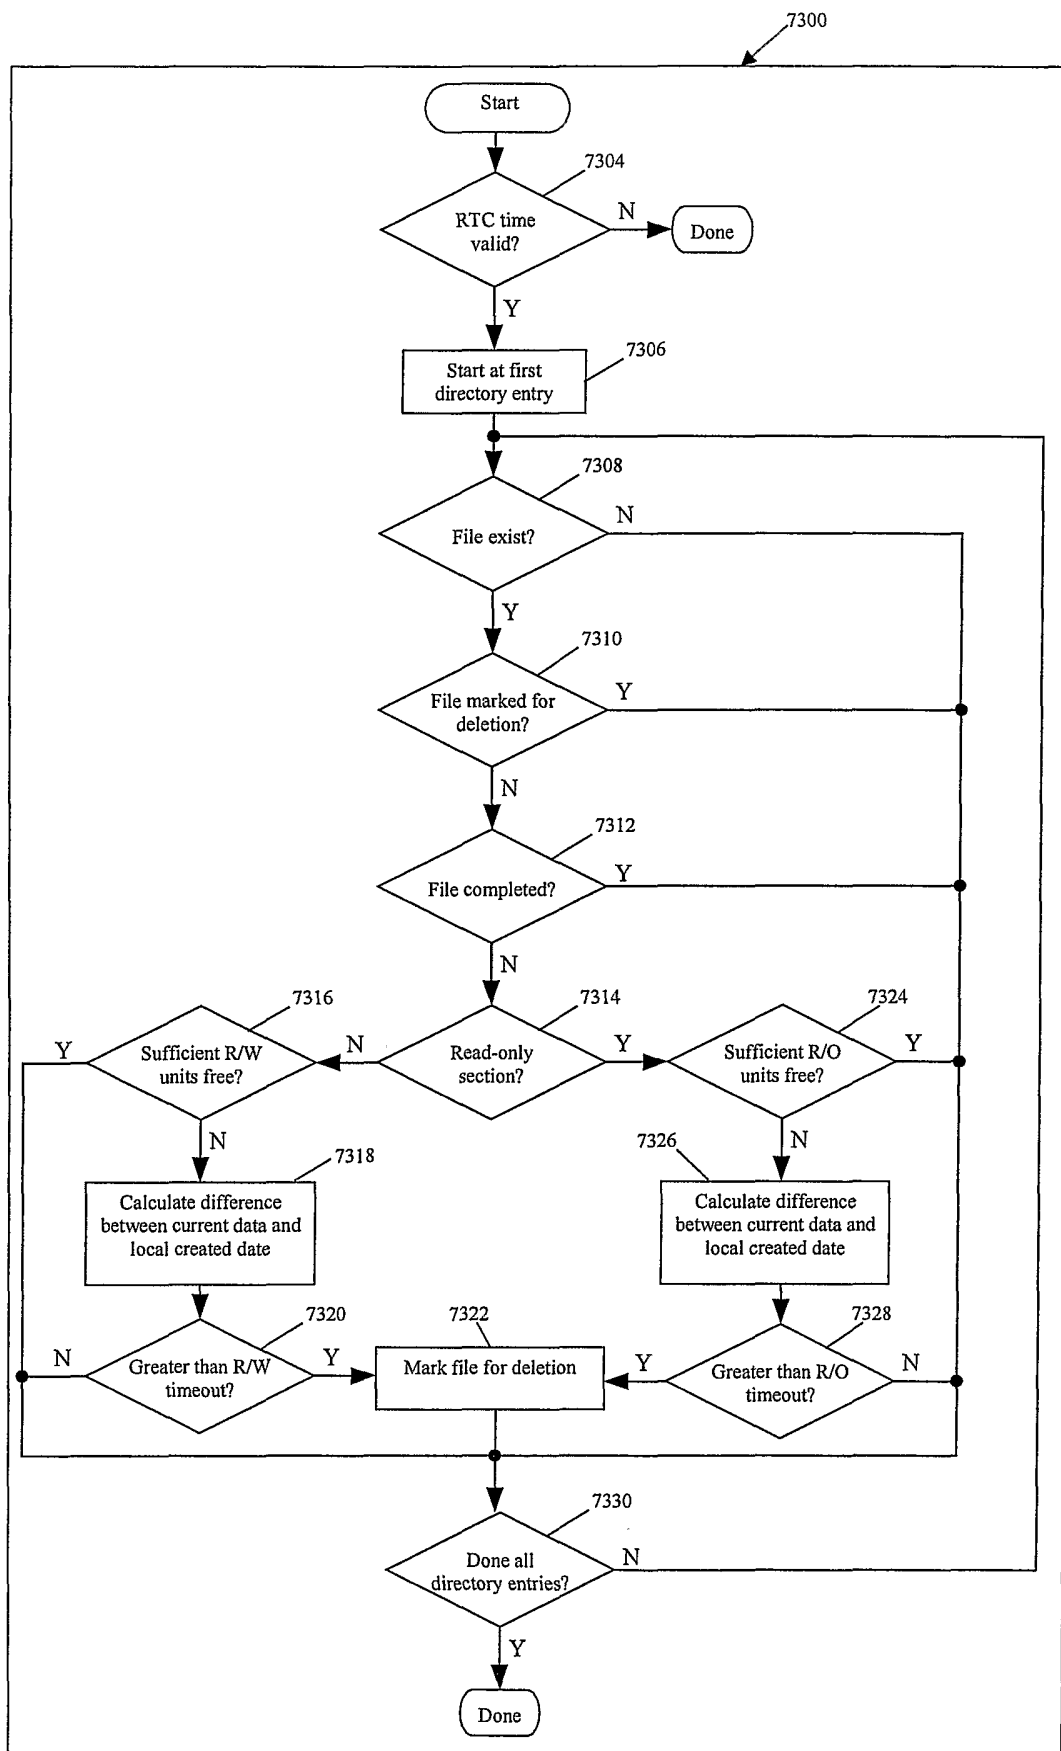 7300
Start
7304
RTC time
valid?
N
Done
Y
7306
Start at first
directory entry
7308
File exist?
N
Y
7310
File marked for
deletion?
Y
N
7312
File completed?
Y
N
7316
7314
7324
Y
Sufficient R/W
units free?
N
Read-only
section?
Y
Sufficient R/O
units free?
Y
N
7318
N
7326
Calculate difference
between current data and
local created date
Calculate difference
between current data and
local created date
7320
7322
7328
N
Greater than R/W
timeout?
Y
Mark file for deletion
Y
Greater than R/O
timeout?
N
7330
Done all
directory entries?
N
Y
Done